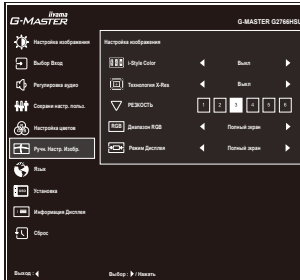 iiyama
G-MASTER
G-MASTER G2766HSU
Настройка изображения
Выбор Вход
Регулировка аудио
Сохрани настр. польз.
Настройка цветов
Ручн. Настр. Изобр.
Язык
Установка
Информация Дисплея
Сброс
Настройка изображения
i-Style Color
Выкл
Технология X-Res
Выкл
РЕЗКОСТЬ
1 2 3 4 5 6
RGB Диапазон RGB
Полный экран
Режим Дисплея
Полный экран
Выход :
Выбор : / Нажать